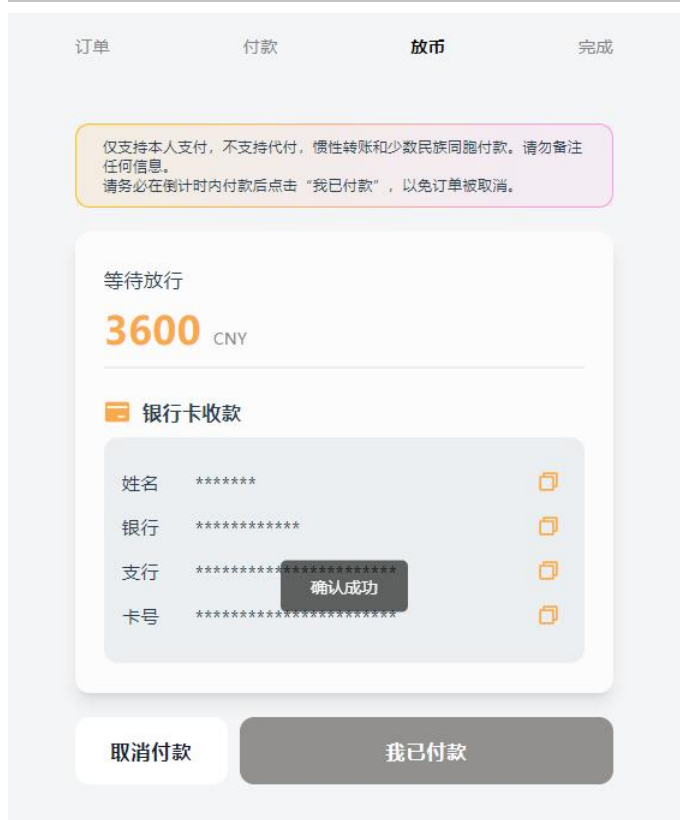 订单 付款 放币 完成
仅支持本人支付，不支持代付，惯性转账和少数民族同胞付款。请勿备注
任何信息。
请务必在倒计时内付款后点击“我已付款”，以免订单被取消。
等待放行
3600 CNY
银行卡收款
姓名 *******
银行 ************
支行 ***********************
确认成功
卡号 ***********************
取消付款 我已付款